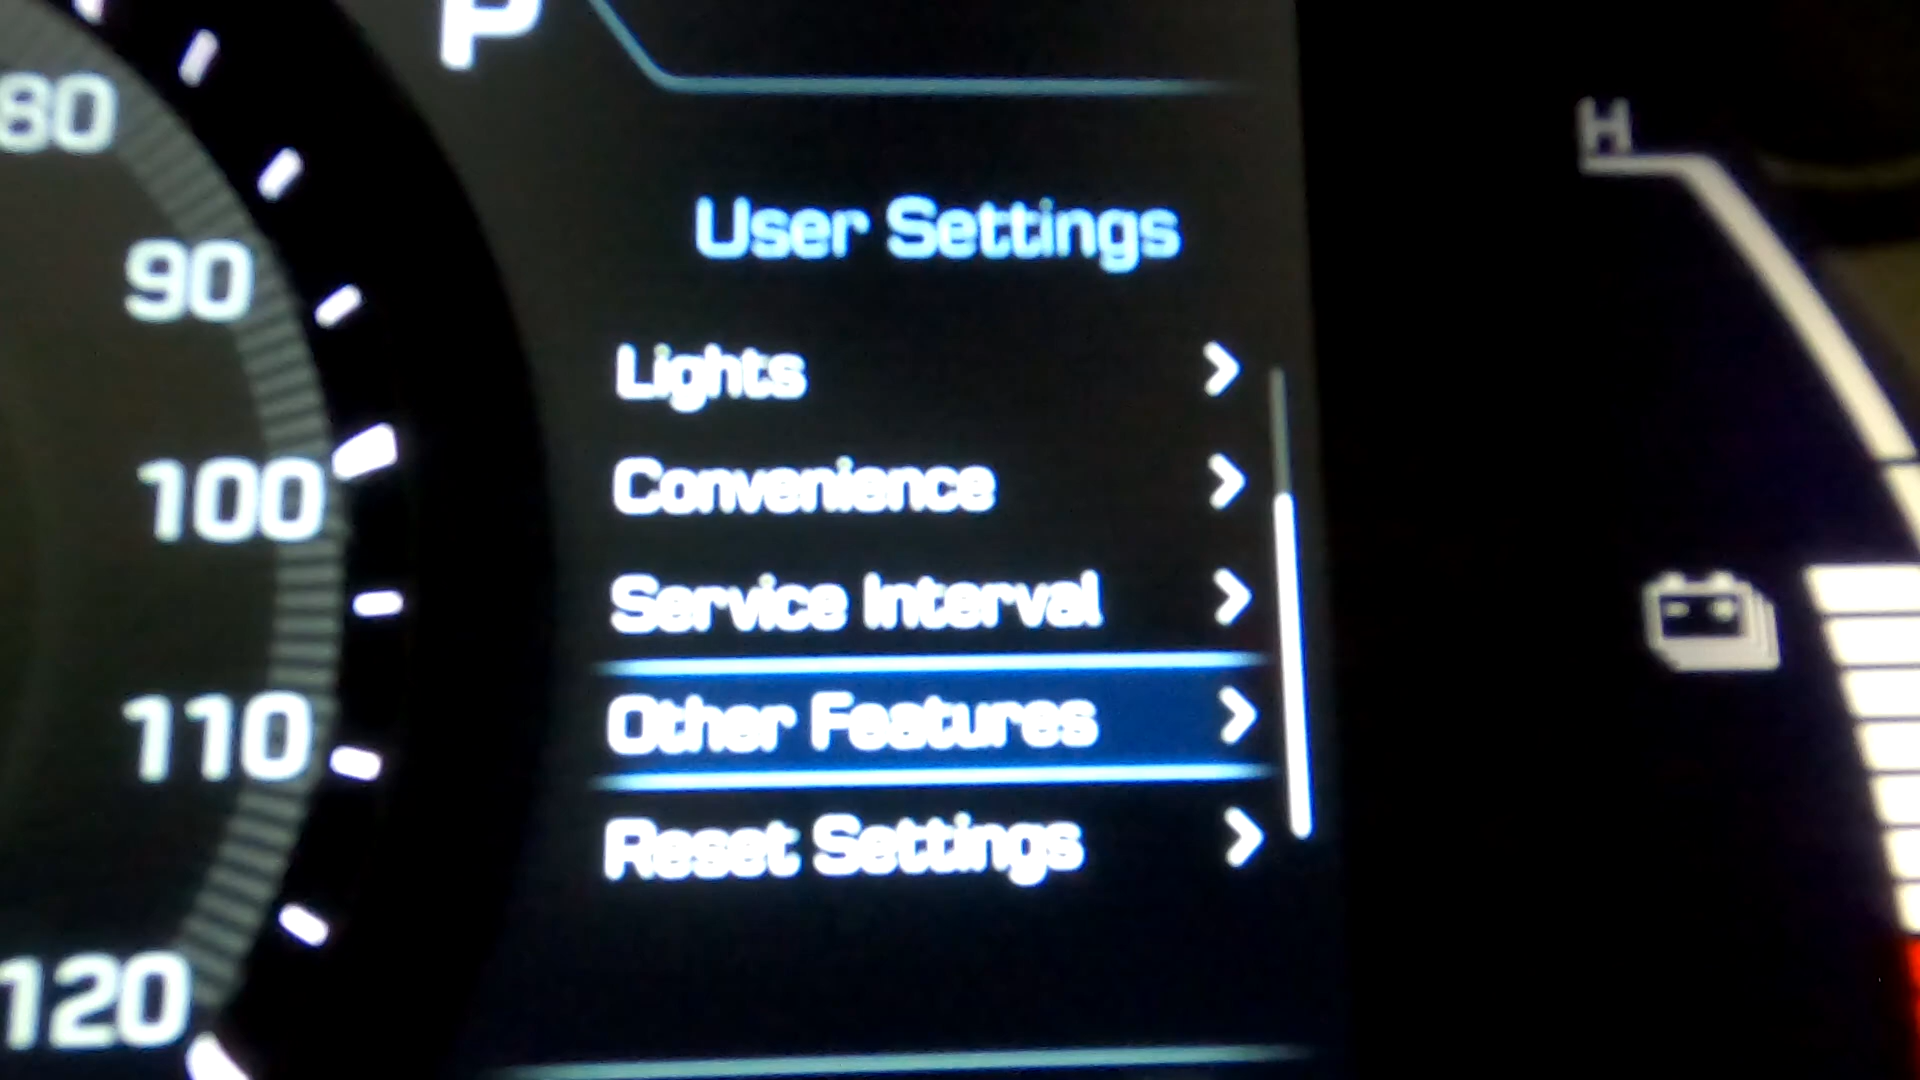 P
80
90
100
110
120
User Settings
Lights
Convenience
Service Interval
Other Features
Reset Settings
H